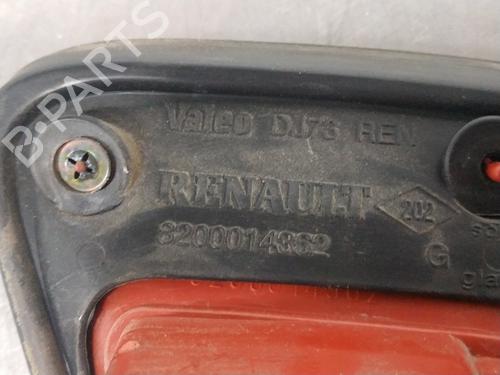 B-PARTS
Valeo DJ73 REN
RENAULT 202
8200014362
G